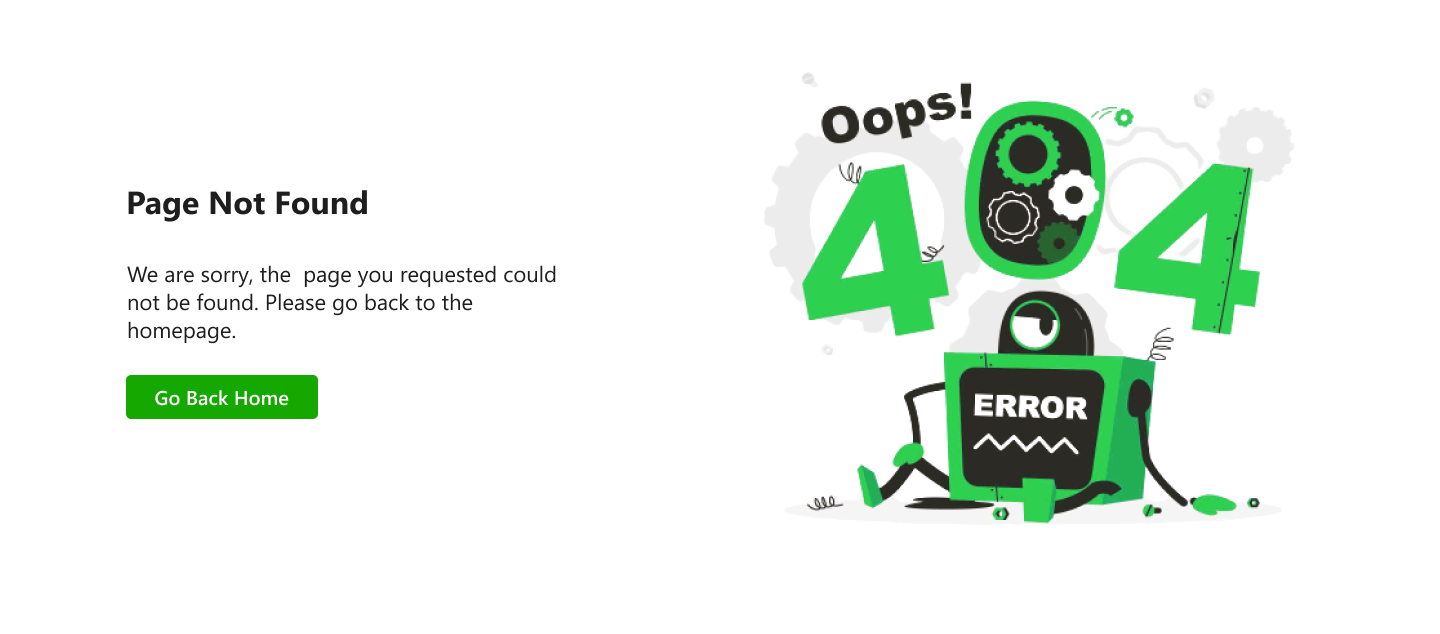 Oops!
404
Page Not Found
We are sorry, the  page you requested could
not be found. Please go back to the
homepage.
Go Back Home
ERROR